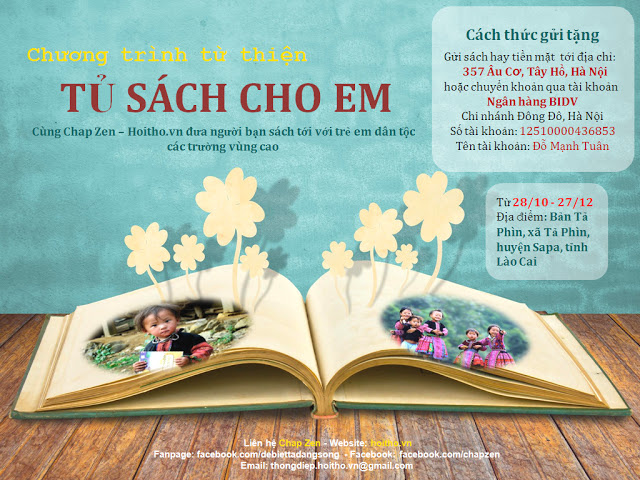 Chương trình từ thiện
TỦ SÁCH CHO EM
Cùng Chap Zen – Hoitho.vn đưa người bạn sách tới với trẻ em dân tộc
các trường vùng cao
Cách thức gửi tặng
Gửi sách hay tiền mặt tới địa chỉ:
357 Âu Cơ, Tây Hồ, Hà Nội
hoặc chuyển khoản qua tài khoản
Ngân hàng BIDV
Chi nhánh Đông Đô, Hà Nội
Số tài khoản: 12510000436853
Tên tài khoản: Đỗ Mạnh Tuân
Từ 28/10 - 27/12
Địa điểm: Bản Tả
Phìn, xã Tả Phìn,
huyện Sapa, tỉnh
Lào Cai
Liên hệ Chap Zen - Website: hoitho.vn
Fanpage: facebook.com/debiettadangsong - Facebook: facebook.com/chapzen
Email: thongdiep.hoitho.vn@gmail.com